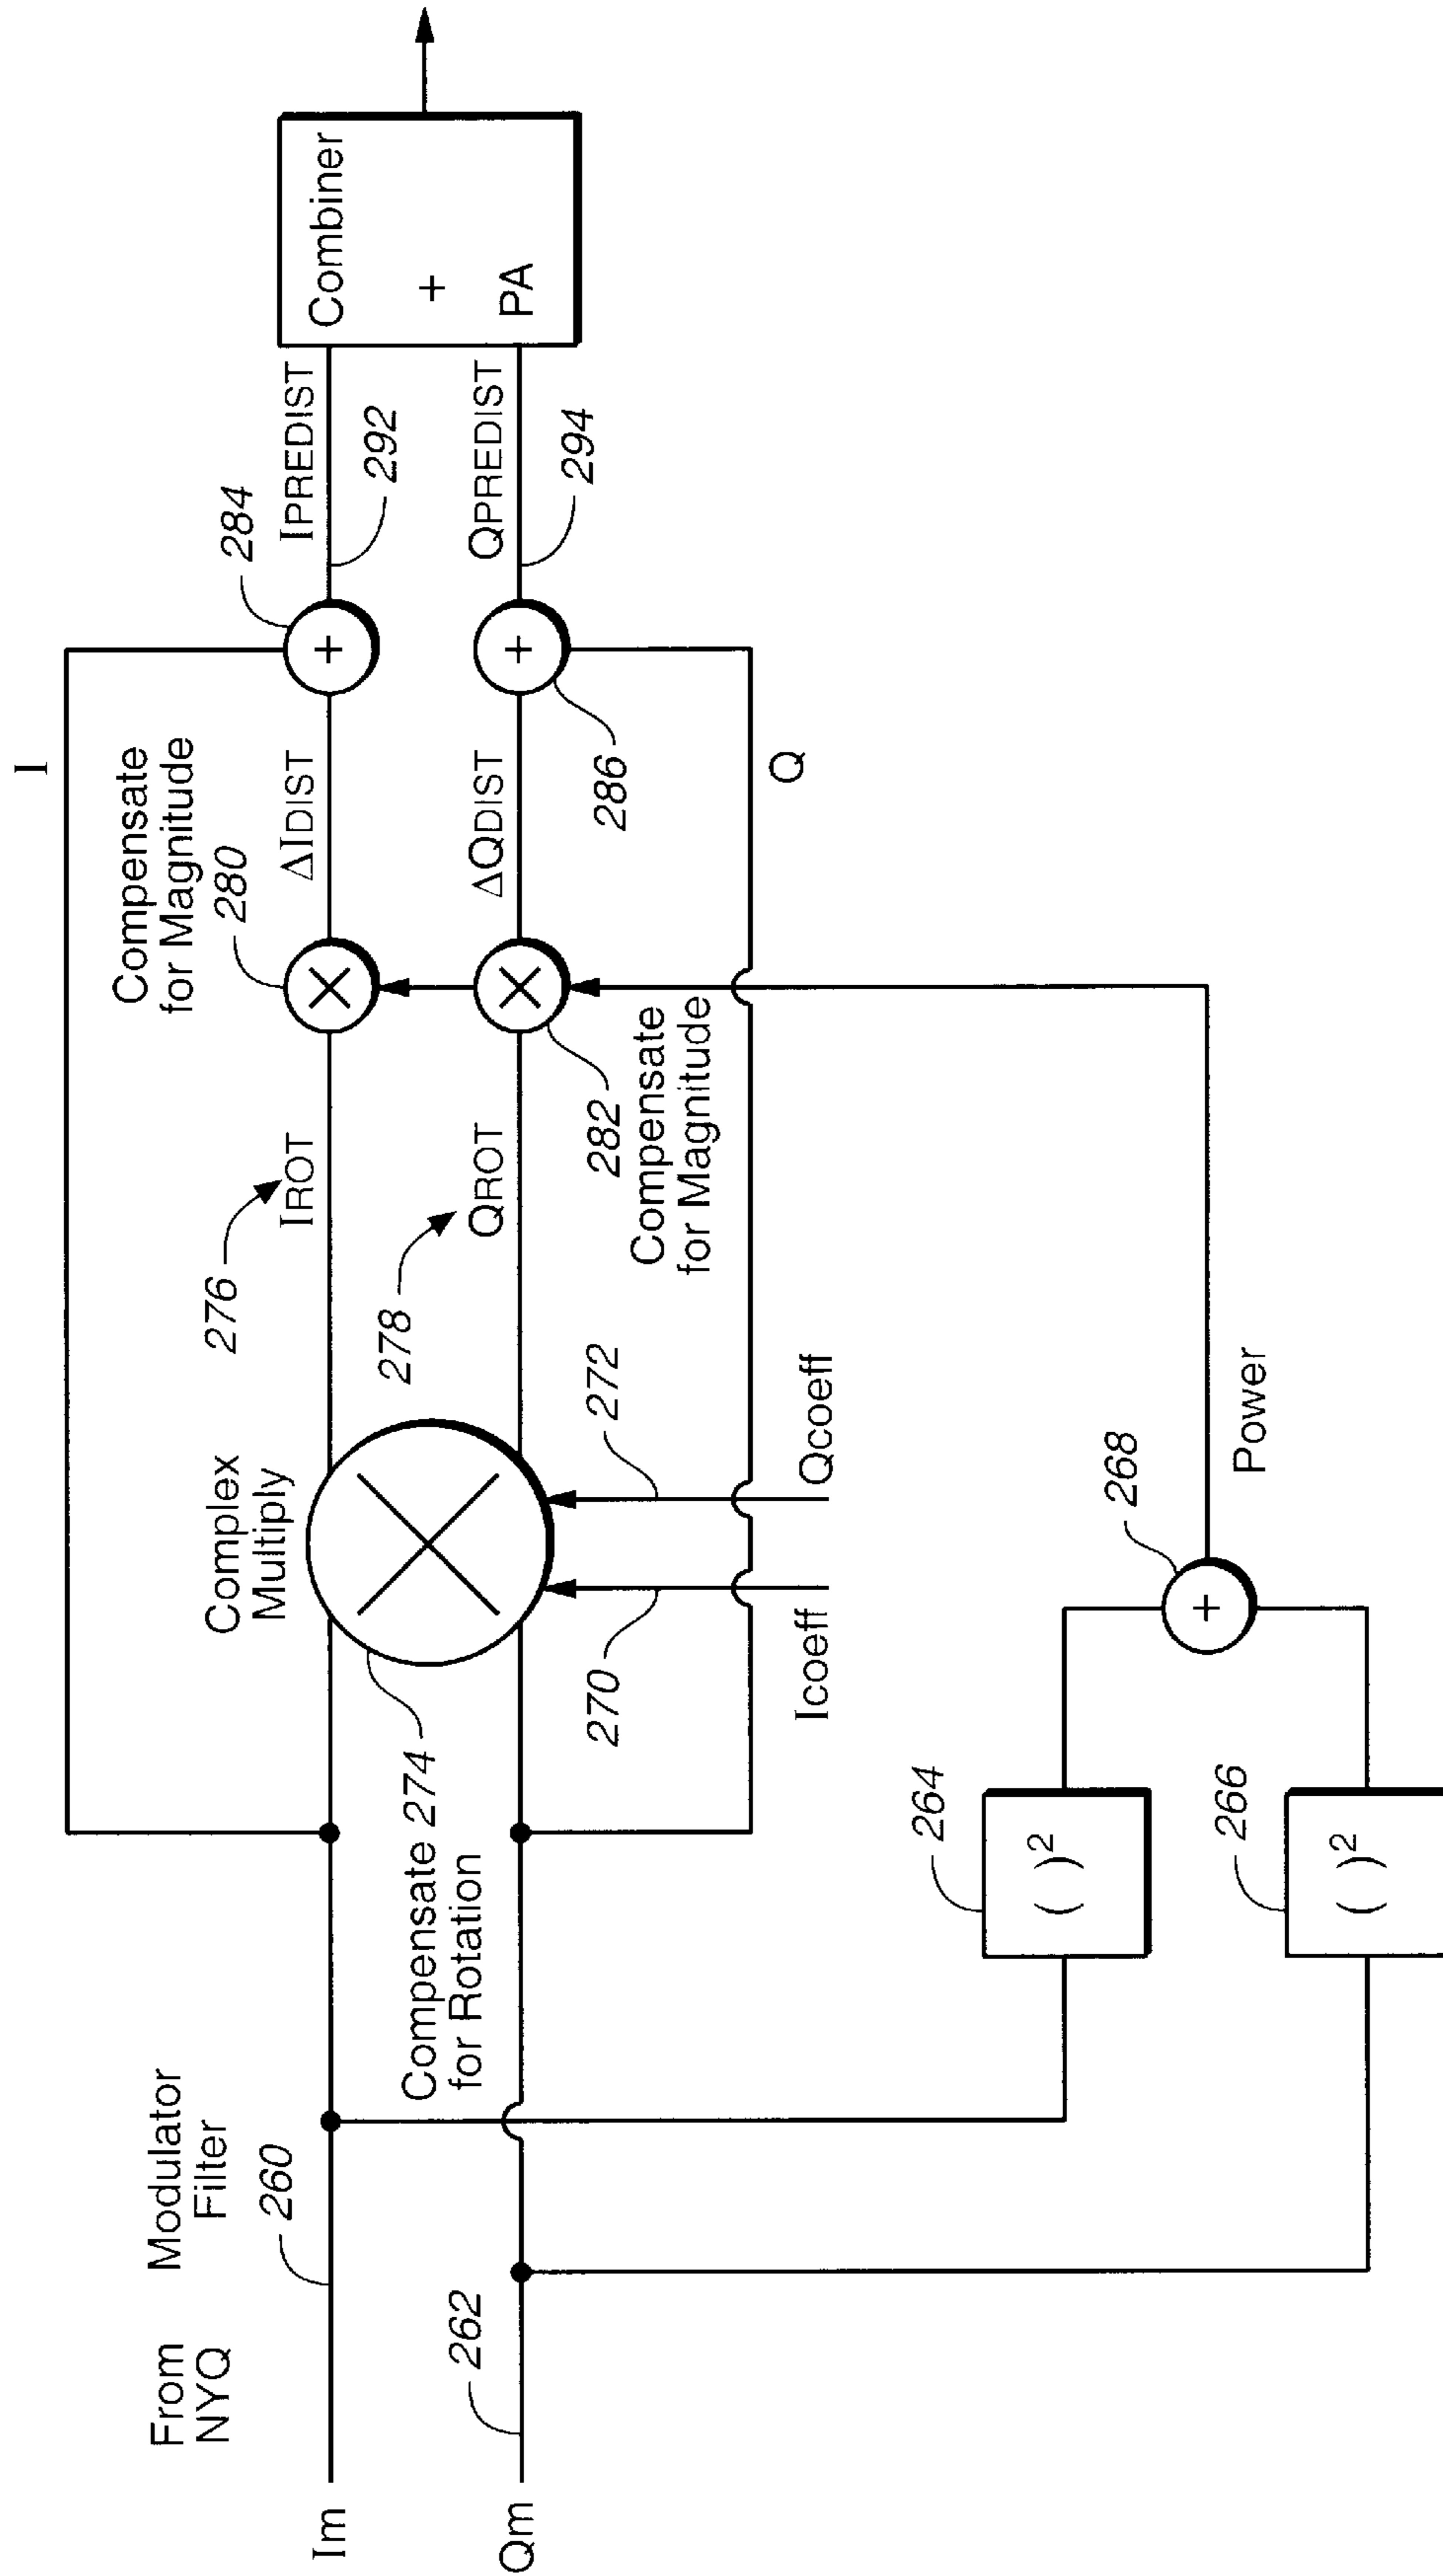 From
NYQ
Modulator
Filter
Im
260
Qm
262
Compensate
for Rotation
274
Complex
Multiply
I
276
IROT
278
QROT
Compensate
for Magnitude
280
282
Compensate
for Magnitude
ΔIDIST
ΔQDIST
+
284
+
286
Q
IPREDIST
292
QPREDIST
294
Combiner
+
PA
270
Icoeff
272
Qcoeff
264
( )²
266
( )²
+
268
Power